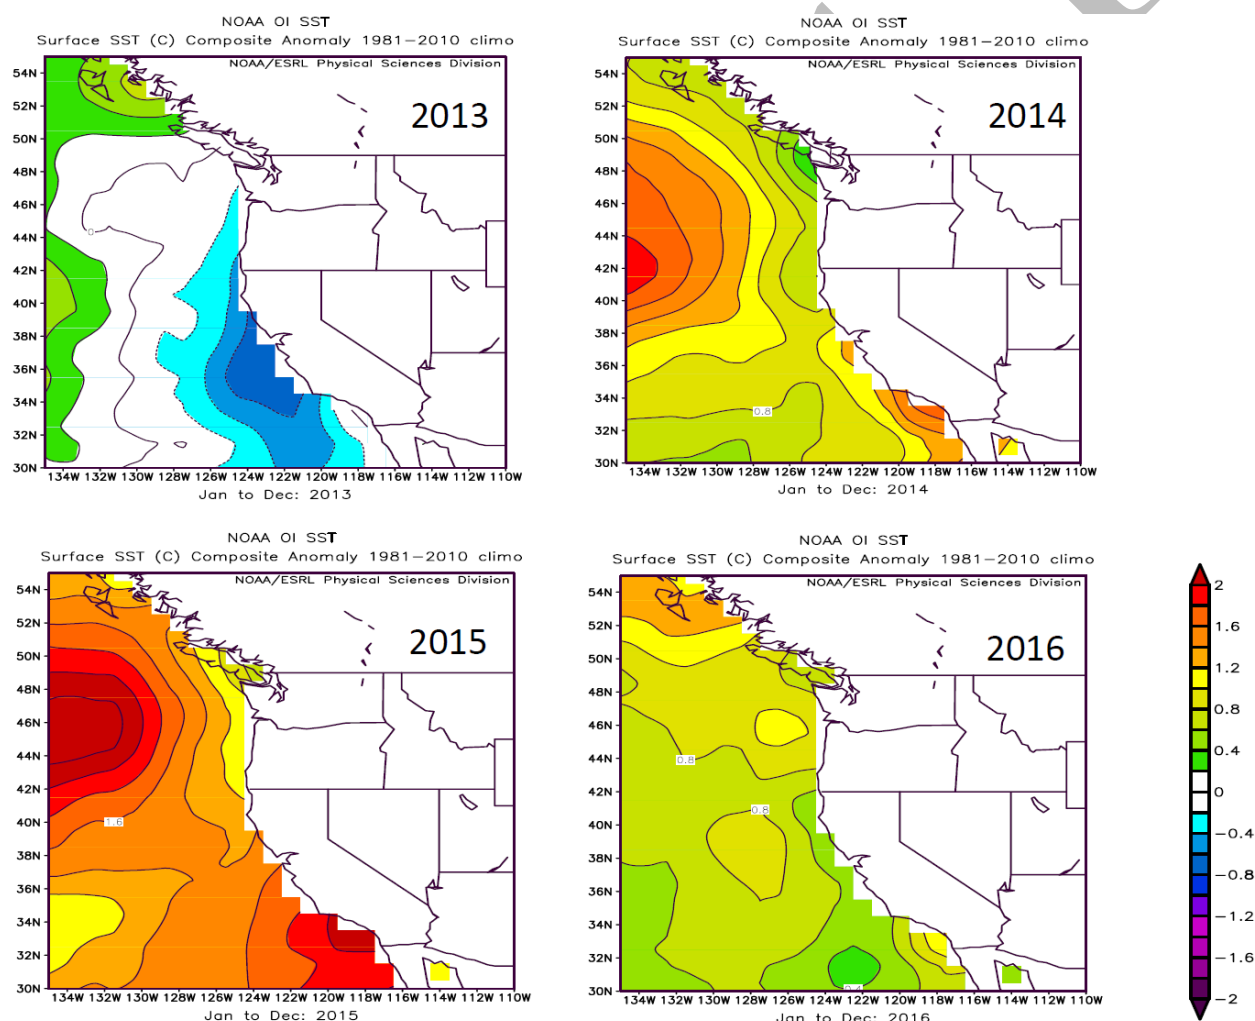 NOAA OI SST
Surface SST (C) Composite Anomaly 1981−2010 climo
NOAA/ESRL Physical Sciences Division
2013
54N
52N
50N
48N
46N
44N
42N
40N
38N
36N
34N
32N
30N
0
134W 132W 130W 128W 126W 124W 122W 120W 118W 116W 114W 112W 110W
Jan to Dec: 2013
NOAA OI SST
Surface SST (C) Composite Anomaly 1981−2010 climo
NOAA/ESRL Physical Sciences Division
2014
54N
52N
50N
48N
46N
44N
42N
40N
38N
36N
34N
32N
30N
0.8
134W 132W 130W 128W 126W 124W 122W 120W 118W 116W 114W 112W 110W
Jan to Dec: 2014
NOAA OI SST
Surface SST (C) Composite Anomaly 1981−2010 climo
NOAA/ESRL Physical Sciences Division
2015
54N
52N
50N
48N
46N
44N
42N
40N
38N
36N
34N
32N
30N
1.6
134W 132W 130W 128W 126W 124W 122W 120W 118W 116W 114W 112W 110W
Jan to Dec: 2015
NOAA OI SST
Surface SST (C) Composite Anomaly 1981−2010 climo
NOAA/ESRL Physical Sciences Division
2016
54N
52N
50N
48N
46N
44N
42N
40N
38N
36N
34N
32N
30N
0.8
0.8
0.4
134W 132W 130W 128W 126W 124W 122W 120W 118W 116W 114W 112W 110W
Jan to Dec: 2016
2
1.6
1.2
0.8
0.4
0
−0.4
−0.8
−1.2
−1.6
−2